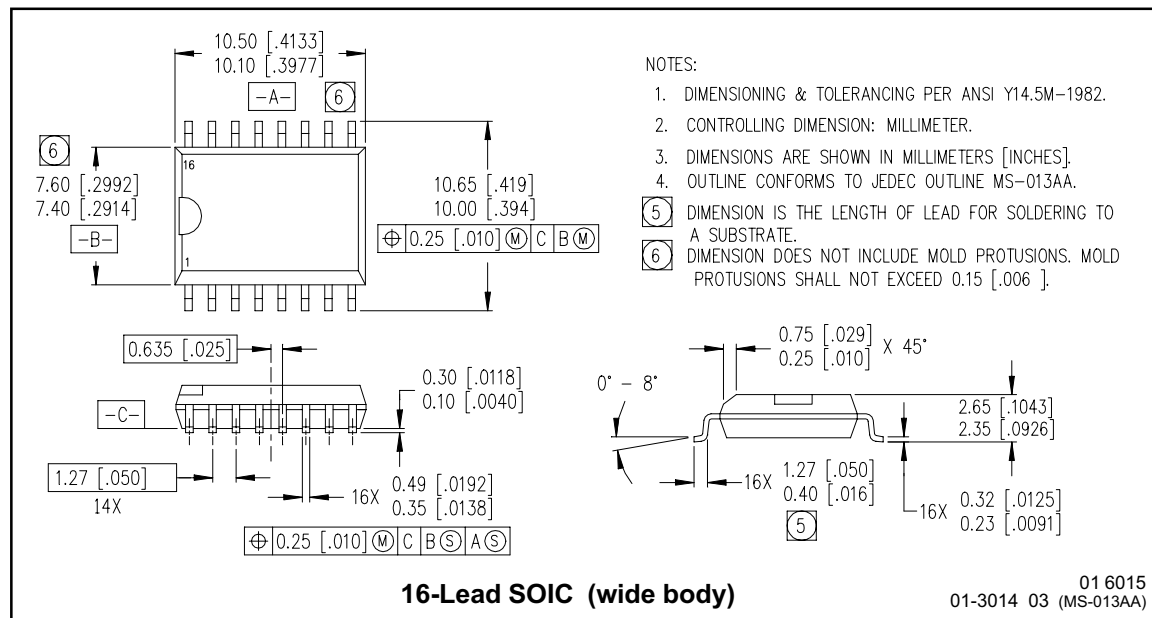 10.50 [.4133]
10.10 [.3977]
-A- 6
6
7.60 [.2992]
7.40 [.2914]
-B-
16
1
10.65 [.419]
10.00 [.394]
⌖ 0.25 [.010] Ⓜ C B Ⓜ
NOTES:
1. DIMENSIONING & TOLERANCING PER ANSI Y14.5M-1982.
2. CONTROLLING DIMENSION: MILLIMETER.
3. DIMENSIONS ARE SHOWN IN MILLIMETERS [INCHES].
4. OUTLINE CONFORMS TO JEDEC OUTLINE MS-013AA.
5 DIMENSION IS THE LENGTH OF LEAD FOR SOLDERING TO
A SUBSTRATE.
6 DIMENSION DOES NOT INCLUDE MOLD PROTUSIONS. MOLD
PROTUSIONS SHALL NOT EXCEED 0.15 [.006 ].
0.635 [.025]
-C-
0.30 [.0118]
0.10 [.0040]
1.27 [.050]
14X
16X 0.49 [.0192]
0.35 [.0138]
⌖ 0.25 [.010] Ⓜ C B Ⓢ A Ⓢ
0.75 [.029]
0.25 [.010] X 45°
0° - 8°
2.65 [.1043]
2.35 [.0926]
16X 1.27 [.050]
0.40 [.016]
5
16X 0.32 [.0125]
0.23 [.0091]
16-Lead SOIC (wide body)
01 6015
01-3014 03 (MS-013AA)